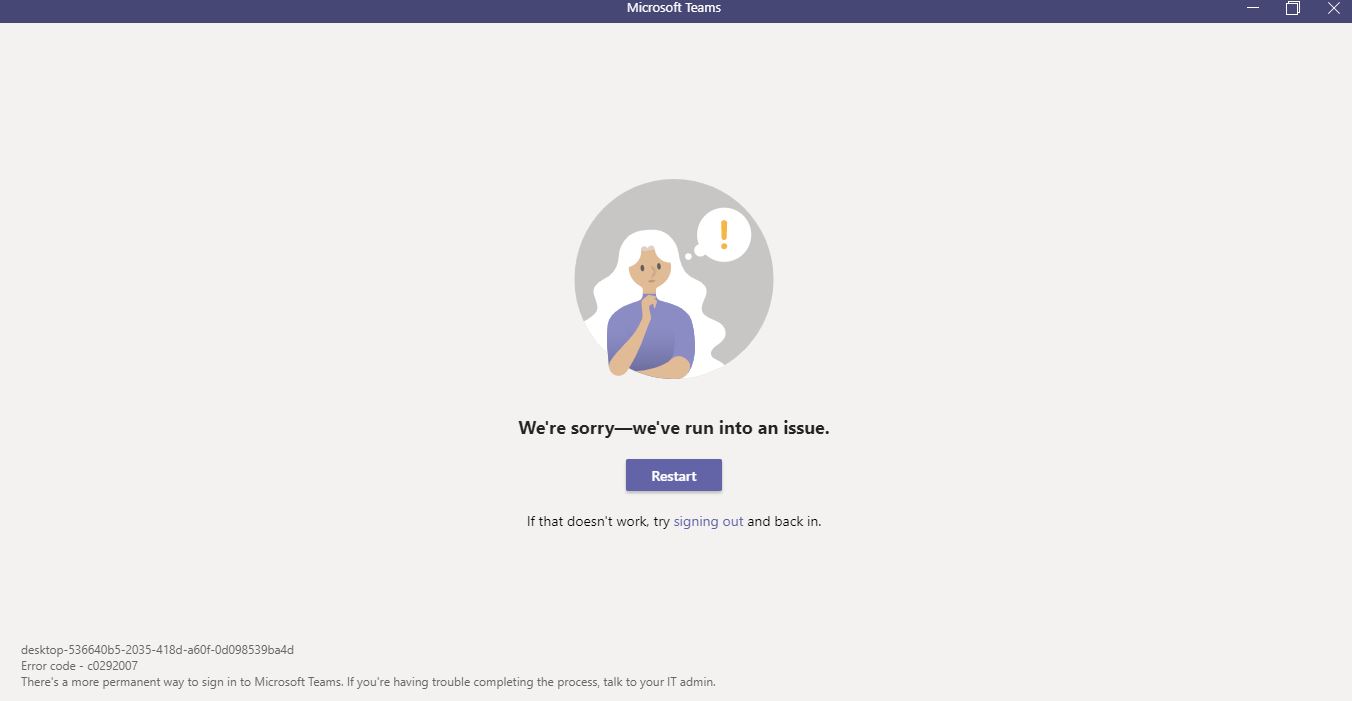 Microsoft Teams
We're sorry—we've run into an issue.
Restart
If that doesn't work, try signing out and back in.
desktop-536640b5-2035-418d-a60f-0d098539ba4d
Error code - c0292007
There's a more permanent way to sign in to Microsoft Teams. If you're having trouble completing the process, talk to your IT admin.